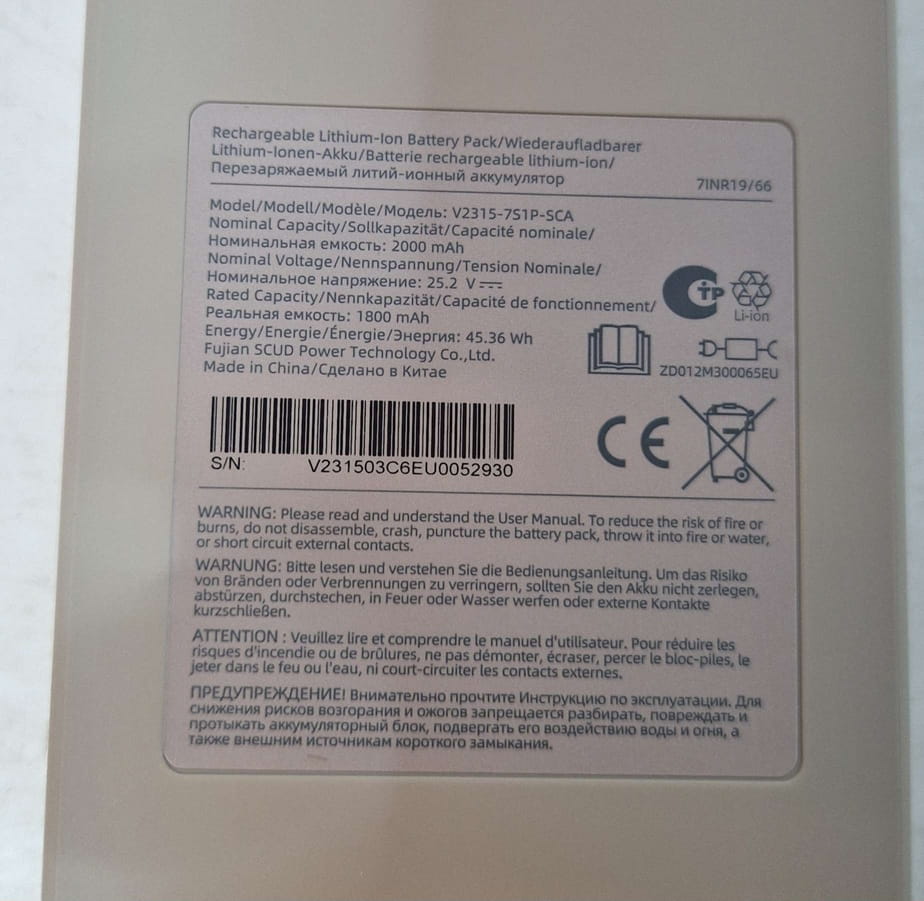 Rechargeable Lithium-Ion Battery Pack/Wiederaufladbarer
Lithium-Ionen-Akku/Batterie rechargeable lithium-ion/
Перезаряжаемый литий-ионный аккумулятор
7INR19/66
Model/Modell/Modèle/Модель: V2315-7S1P-SCA
Nominal Capacity/Sollkapazität/Capacité nominale/
Номинальная емкость: 2000 mAh
Nominal Voltage/Nennspannung/Tension Nominale/
Номинальное напряжение: 25.2 V
Rated Capacity/Nennkapazität/Capacité de fonctionnement/
Реальная емкость: 1800 mAh
Energy/Energie/Énergie/Энергия: 45.36 Wh
Fujian SCUD Power Technology Co.,Ltd.
Made in China/Сделано в Китае
СТР
Li-ion
ZD012M300065EU
CE
S/N: V231503C6EU0052930
WARNING: Please read and understand the User Manual. To reduce the risk of fire or
burns, do not disassemble, crash, puncture the battery pack, throw it into fire or water,
or short circuit external contacts.
WARNUNG: Bitte lesen und verstehen Sie die Bedienungsanleitung. Um das Risiko
von Bränden oder Verbrennungen zu verringern, sollten Sie den Akku nicht zerlegen,
abstürzen, durchstechen, in Feuer oder Wasser werfen oder externe Kontakte
kurzschließen.
ATTENTION : Veuillez lire et comprendre le manuel d'utilisateur. Pour réduire les
risques d'incendie ou de brûlures, ne pas démonter, écraser, percer le bloc-piles, le
jeter dans le feu ou l'eau, ni court-circuiter les contacts externes.
ПРЕДУПРЕЖДЕНИЕ! Внимательно прочтите Инструкцию по эксплуатации. Для
снижения рисков возгорания и ожогов запрещается разбирать, повреждать и
протыкать аккумуляторный блок, подвергать его воздействию воды и огня, а
также внешним источникам короткого замыкания.